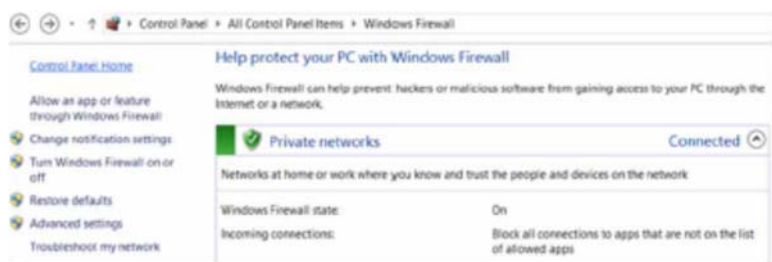 Control Panel › All Control Panel Items › Windows Firewall
Control Panel Home
Allow an app or feature
through Windows Firewall
Change notification settings
Turn Windows Firewall on or
off
Restore defaults
Advanced settings
Troubleshoot my network
Help protect your PC with Windows Firewall
Windows Firewall can help prevent hackers or malicious software from gaining access to your PC through the
Internet or a network.
Private networks Connected
Networks at home or work where you know and trust the people and devices on the network
Windows Firewall state: On
Incoming connections: Block all connections to apps that are not on the list
of allowed apps